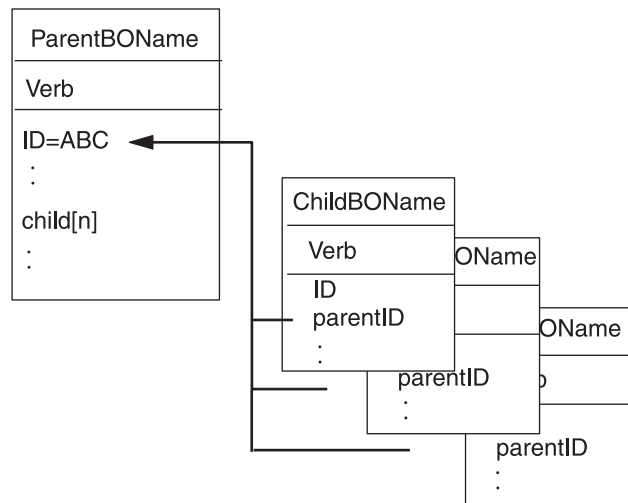 ParentBOName
Verb
ID=ABC
:
child[n]
:
ChildBOName
Verb
ID
parentID
:
OName
parentID
:
OName
parentID
: